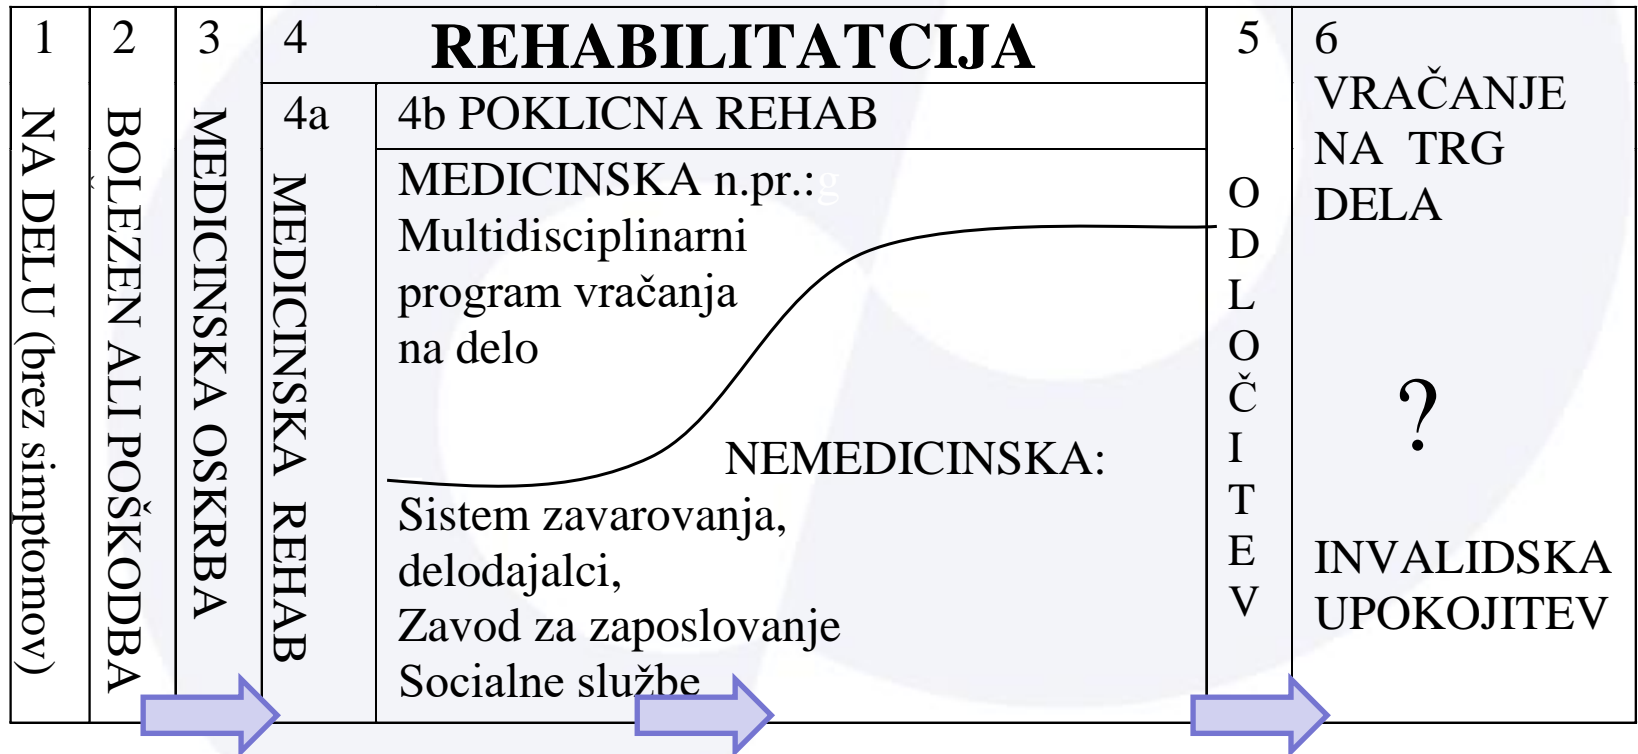 1
NA DELU (brez simptomov)
2
BOLEZEN ALI POŠKODBA
3
MEDICINSKA OSKRBA
4
REHABILITATCIJA
4a
MEDICINSKA REHAB
4b POKLICNA REHAB
MEDICINSKA n.pr.:g
Multidisciplinarni
program vračanja
na delo
NEMEDICINSKA:
Sistem zavarovanja,
delodajalci,
Zavod za zaposlovanje
Socialne službe
5
ODLOČITEV
6
VRAČANJE
NA TRG
DELA
?
INVALIDSKA
UPOKOJITEV